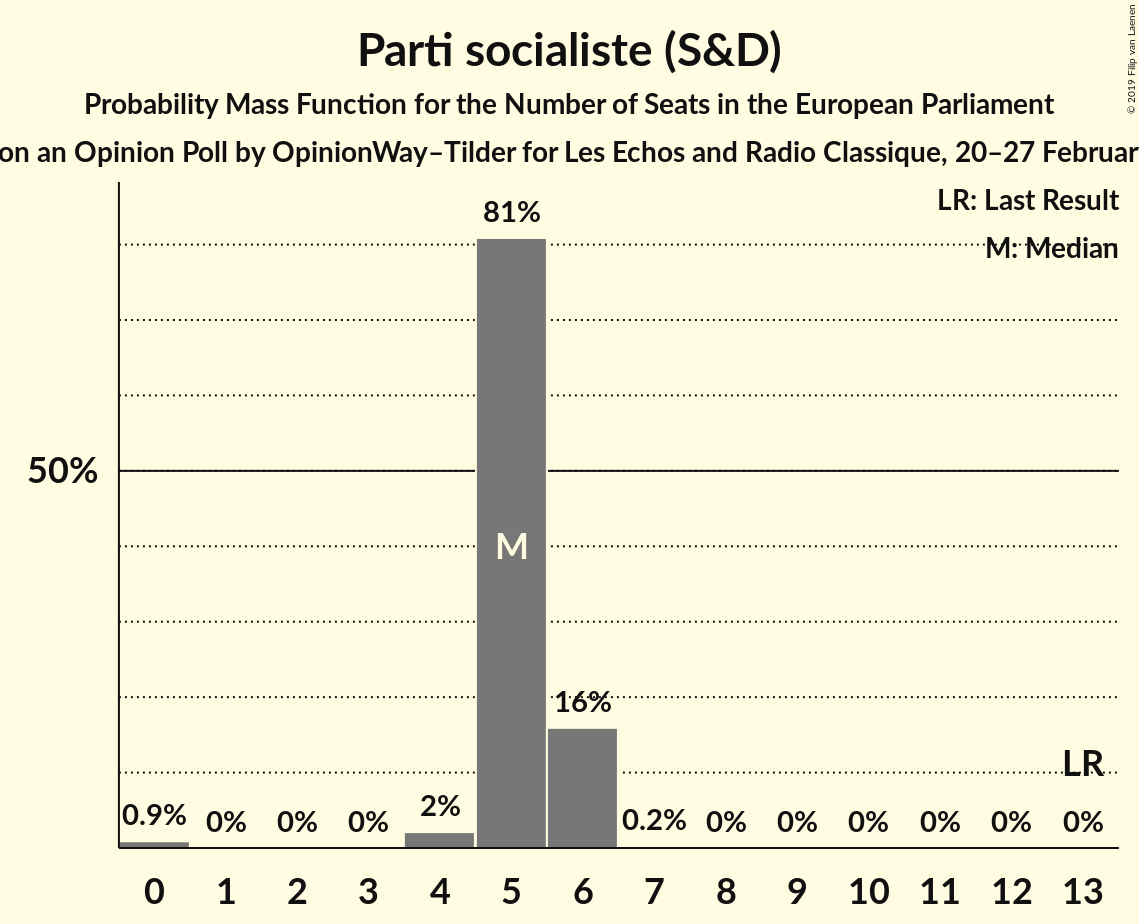 Parti socialiste (S&D)
Probability Mass Function for the Number of Seats in the European Parliament
on an Opinion Poll by OpinionWay–Tilder for Les Echos and Radio Classique, 20–27 Februar
© 2019 Filip van Laenen
LR: Last Result
M: Median
81%
50%
M
16%
LR
0.9% 0% 0% 0% 2% 0.2% 0% 0% 0% 0% 0% 0%
0 1 2 3 4 5 6 7 8 9 10 11 12 13